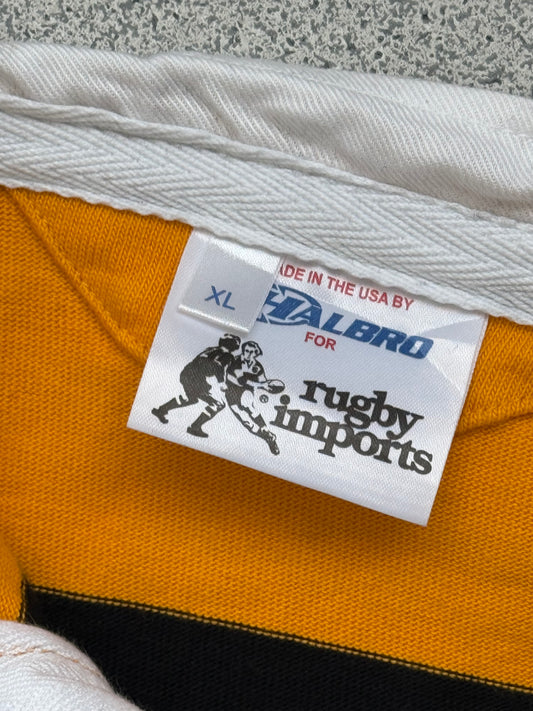 XL
ADE IN THE USA BY
HALBRO
FOR
rugby
imports